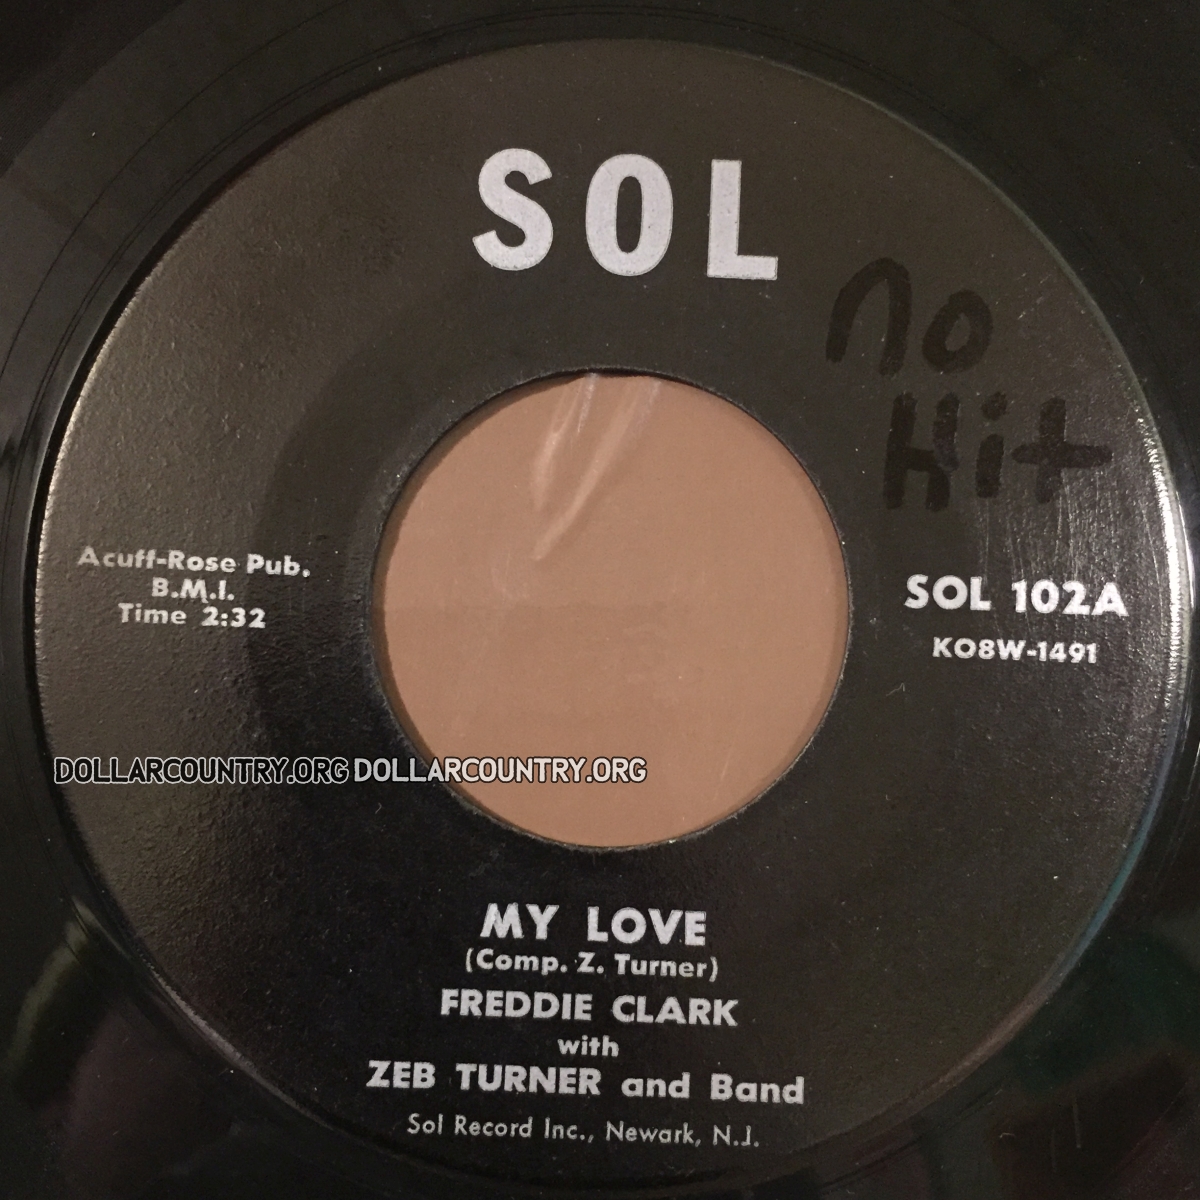 SOL
no
Hit
Acuff-Rose Pub.
B.M.I.
Time 2:32
SOL 102A
KO8W-1491
DOLLARCOUNTRY.ORG DOLLARCOUNTRY.ORG
MY LOVE
(Comp. Z. Turner)
FREDDIE CLARK
with
ZEB TURNER and Band
Sol Record Inc., Newark, N.J.